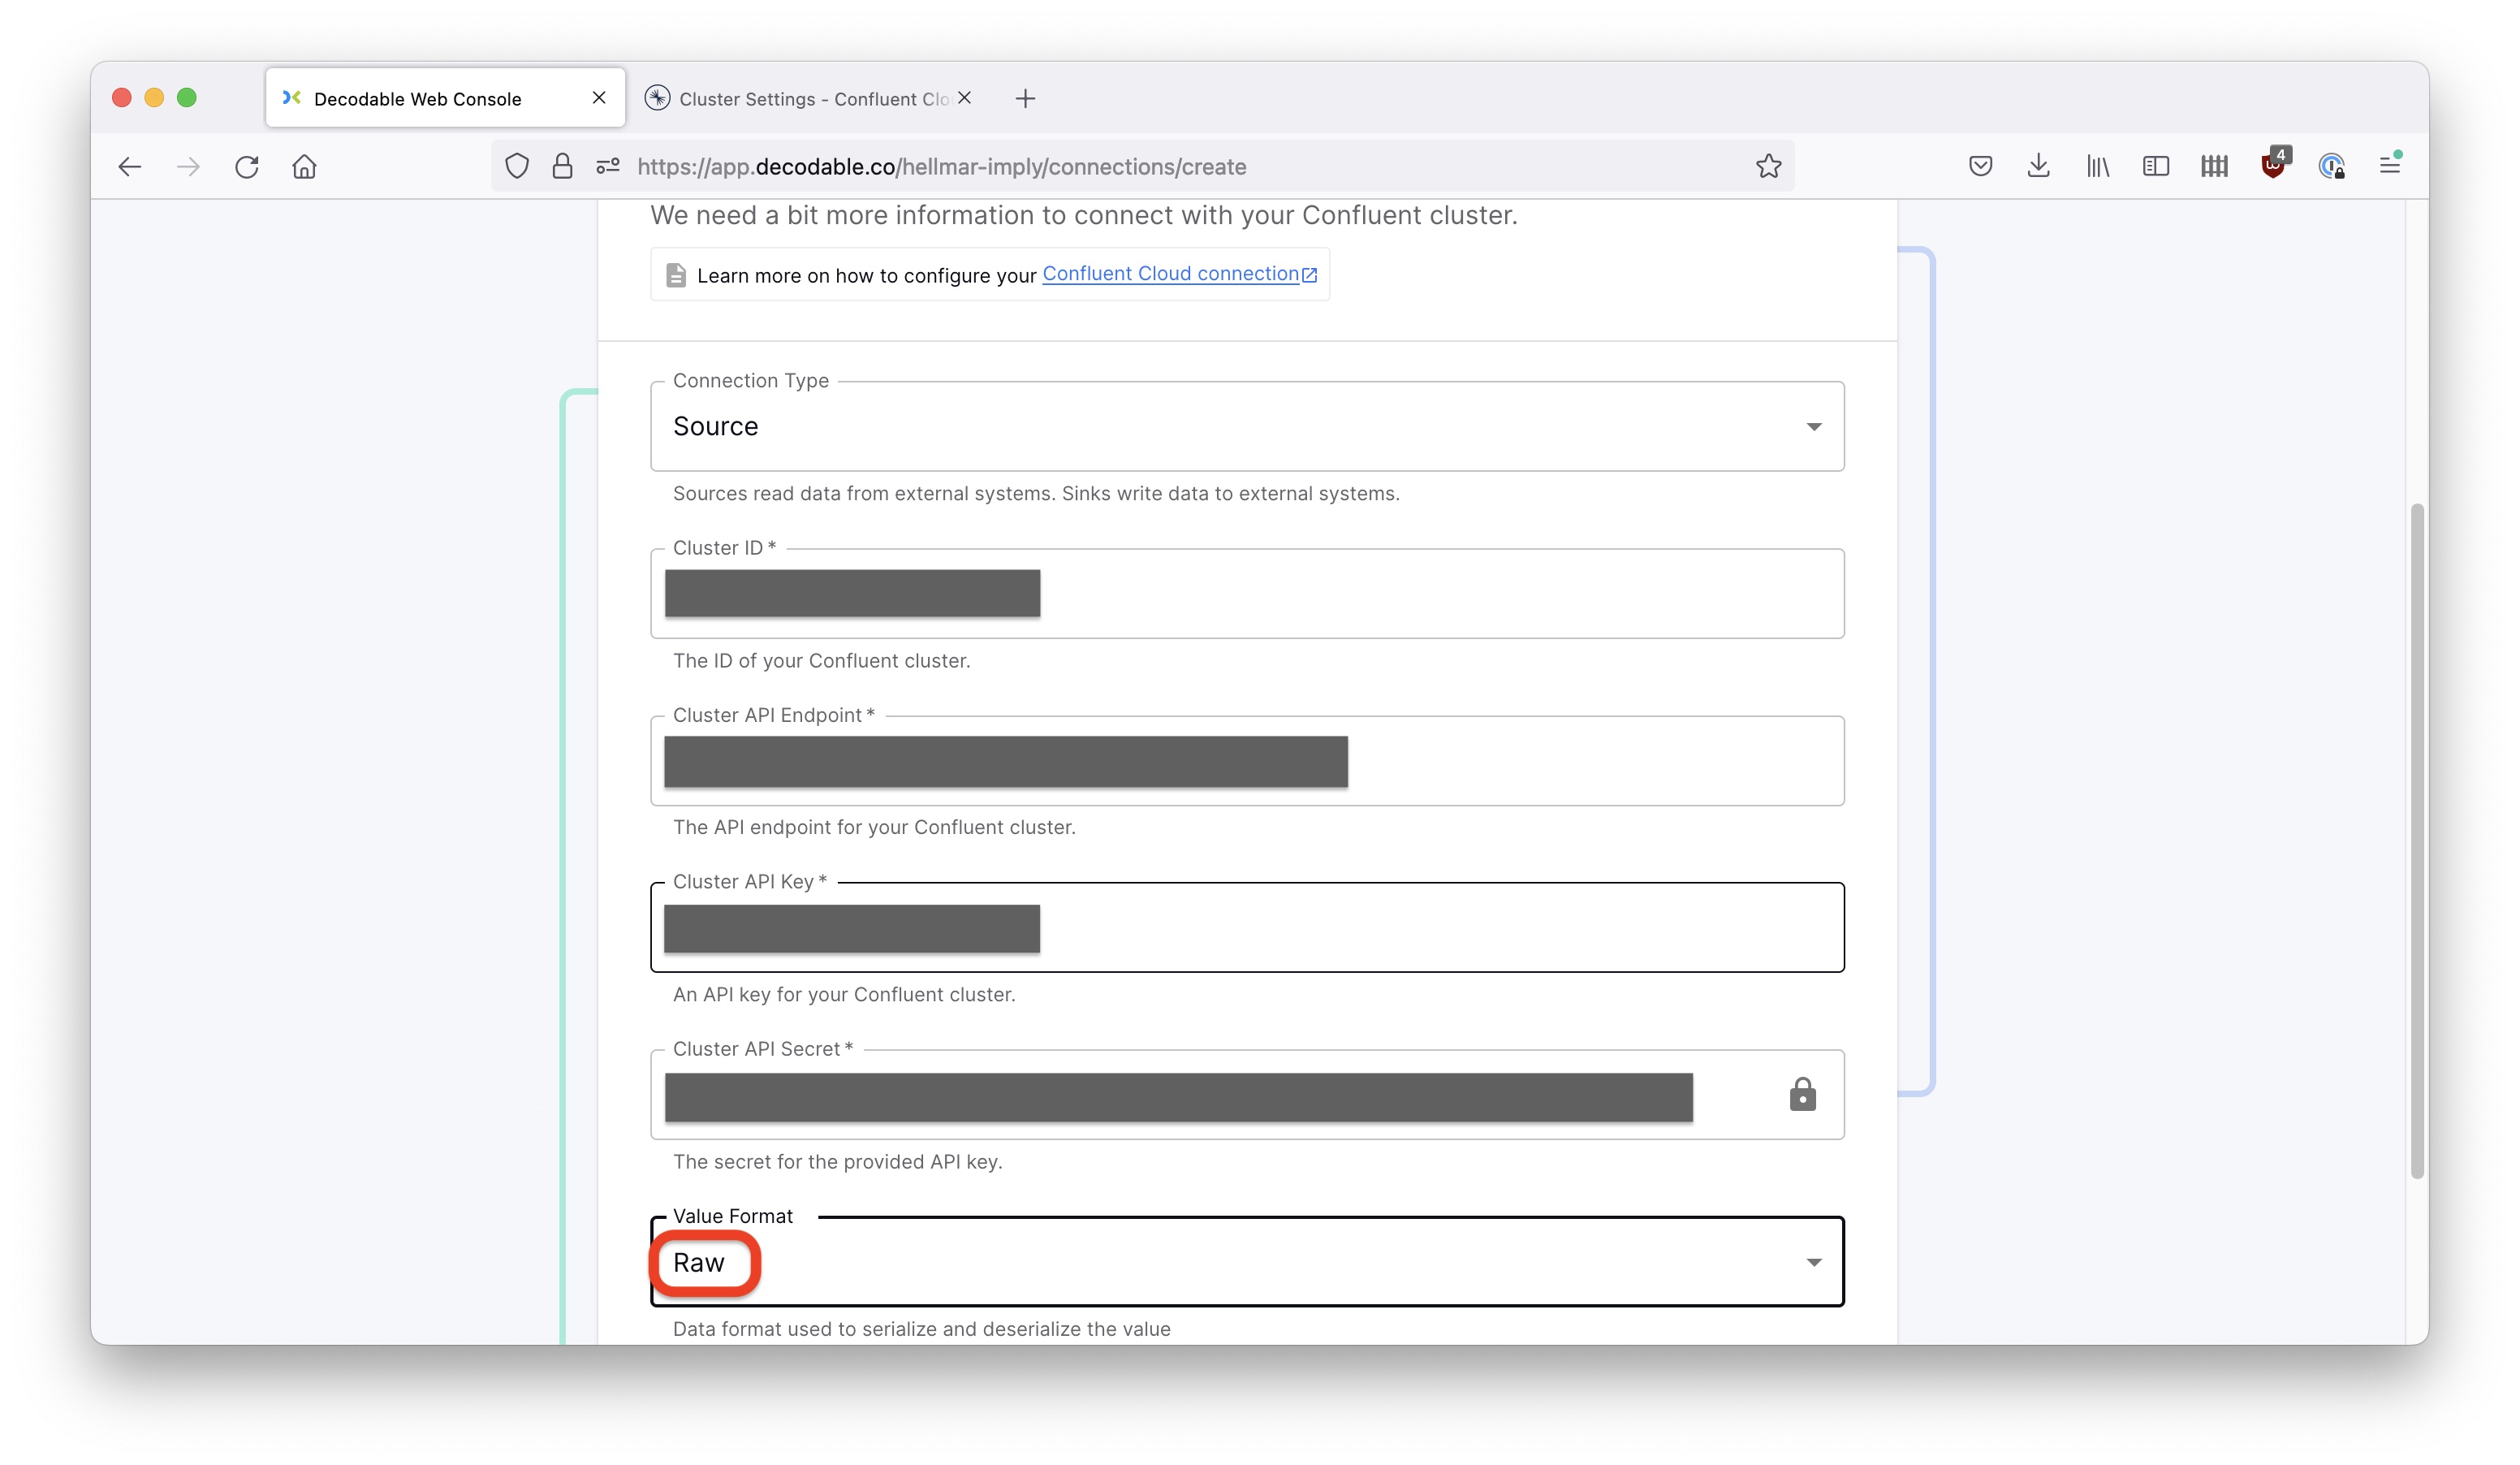 Decodable Web Console
Cluster Settings - Confluent Clo
https://app.decodable.co/hellmar-imply/connections/create
4
We need a bit more information to connect with your Confluent cluster.
Learn more on how to configure your Confluent Cloud connection
Connection Type
Source
Sources read data from external systems. Sinks write data to external systems.
Cluster ID *
The ID of your Confluent cluster.
Cluster API Endpoint *
The API endpoint for your Confluent cluster.
Cluster API Key *
An API key for your Confluent cluster.
Cluster API Secret *
The secret for the provided API key.
Value Format
Raw
Data format used to serialize and deserialize the value